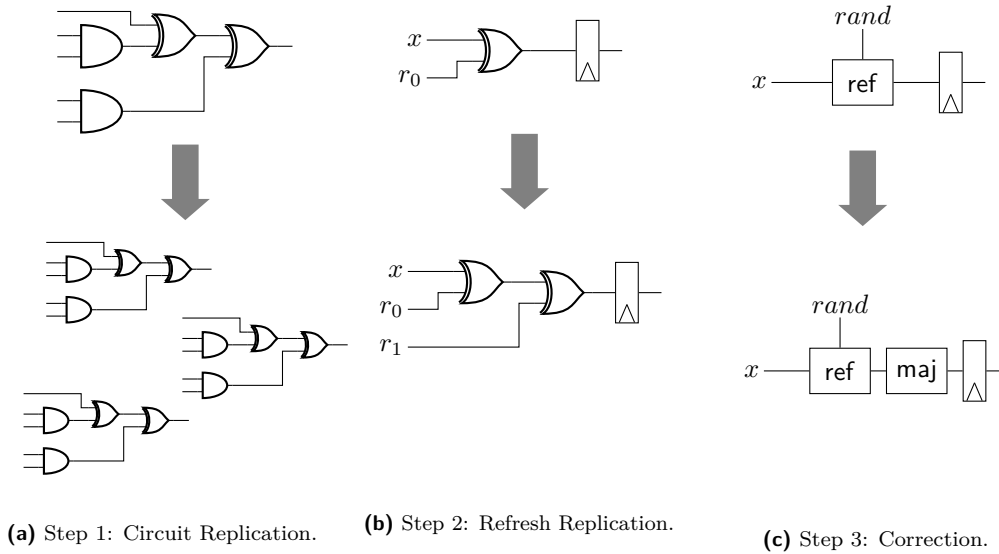 x
r0
x
r0
r1
rand
x
ref
rand
x
ref
maj
(a) Step 1: Circuit Replication.
(b) Step 2: Refresh Replication.
(c) Step 3: Correction.